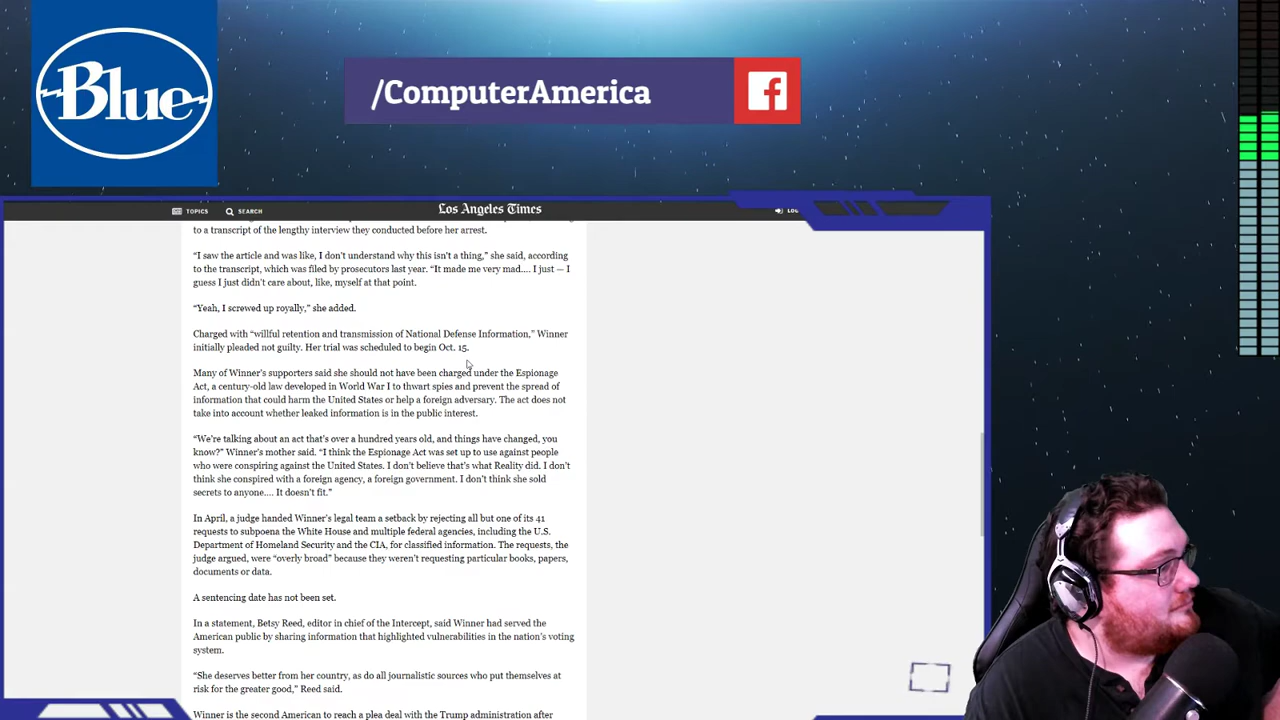 Blue
/ComputerAmerica
TOPICS
SEARCH
Los Angeles Times
to a transcript of the lengthy interview they conducted before her arrest.
“I saw the article and was like, I don't understand why this isn't a thing,” she said, according
to the transcript, which was filed by prosecutors last year. “It made me very mad.… I just — I
guess I just didn't care about, like, myself at that point.
“Yeah, I screwed up royally,” she added.
Charged with “willful retention and transmission of National Defense Information,” Winner
initially pleaded not guilty. Her trial was scheduled to begin Oct. 15.
Many of Winner's supporters said she should not have been charged under the Espionage
Act, a century-old law developed in World War I to thwart spies and prevent the spread of
information that could harm the United States or help a foreign adversary. The act does not
take into account whether leaked information is in the public interest.
“We're talking about an act that's over a hundred years old, and things have changed, you
know?” Winner's mother said. “I think the Espionage Act was set up to use against people
who were conspiring against the United States. I don't believe that's what Reality did. I don't
think she conspired with a foreign agency, a foreign government. I don't think she sold
secrets to anyone.… It doesn't fit.”
In April, a judge handed Winner's legal team a setback by rejecting all but one of its 41
requests to subpoena the White House and multiple federal agencies, including the U.S.
Department of Homeland Security and the CIA, for classified information. The requests, the
judge argued, were “overly broad” because they weren't requesting particular books, papers,
documents or data.
A sentencing date has not been set.
In a statement, Betsy Reed, editor in chief of the Intercept, said Winner had served the
American public by sharing information that highlighted vulnerabilities in the nation's voting
system.
“She deserves better from her country, as do all journalistic sources who put themselves at
risk for the greater good,” Reed said.
Winner is the second American to reach a plea deal with the Trump administration after